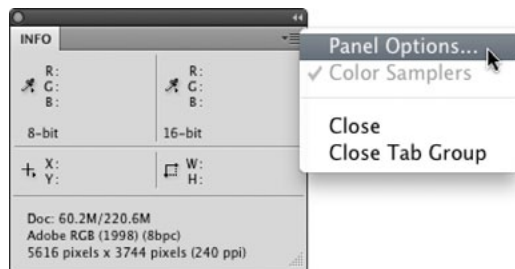 INFO
R:
G:
B:
8-bit
R:
G:
B:
16-bit
X:
Y:
W:
H:
Doc: 60.2M/220.6M
Adobe RGB (1998) (8bpc)
5616 pixels x 3744 pixels (240 ppi)
Panel Options...
Color Samplers
Close
Close Tab Group